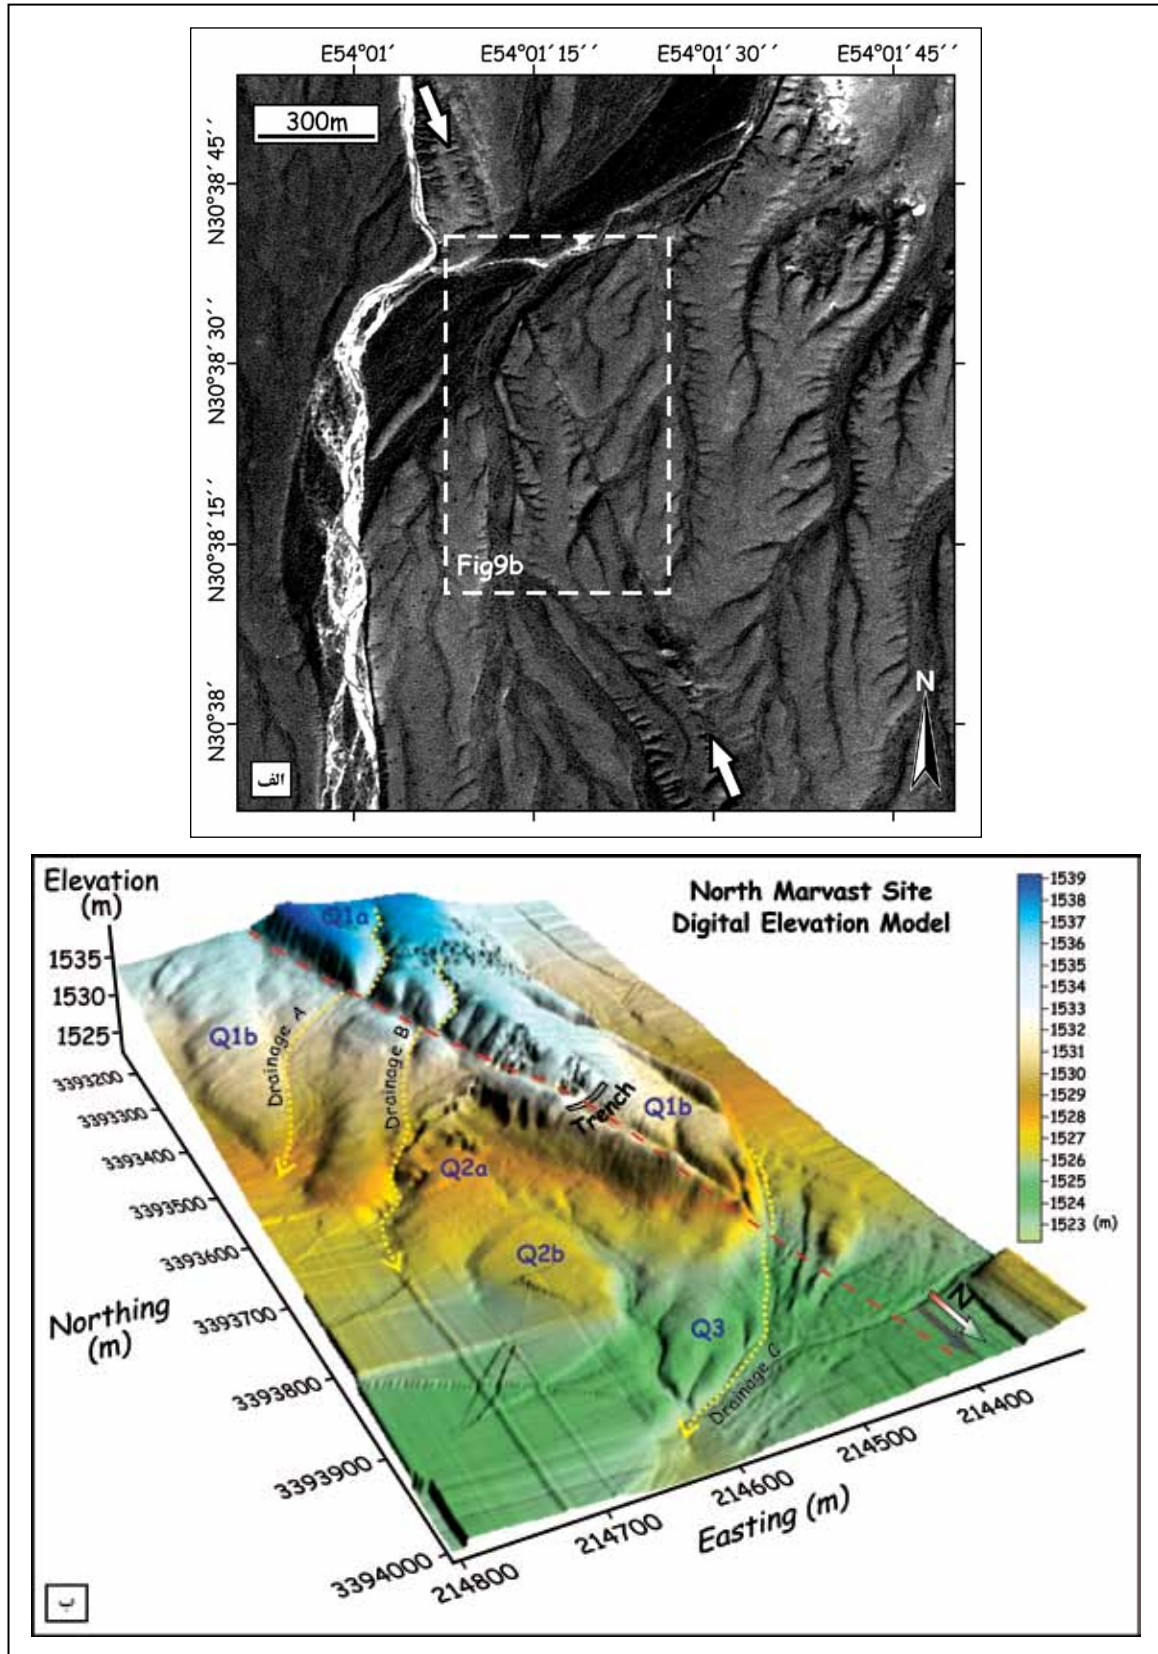 E54°01′
E54°01′15′′
E54°01′30′′
E54°01′45′′
300m
N30°38′45′′
N30°38′30′′
N30°38′15′′
N30°38′
Fig9b
N
الف
Elevation
(m)
North Marvast Site
Digital Elevation Model
1535
1530
1525
1539
1538
1537
1536
1535
1534
1533
1532
1531
1530
1529
1528
1527
1526
1525
1524
1523 (m)
Q1a
Q1b
Drainage A
Drainage B
Trench
Q1b
Q2a
Q2b
Q3
Drainage C
N
3393200
3393300
3393400
3393500
3393600
3393700
3393800
3393900
3394000
Northing
(m)
214800
214700
214600
214500
214400
Easting (m)
ب